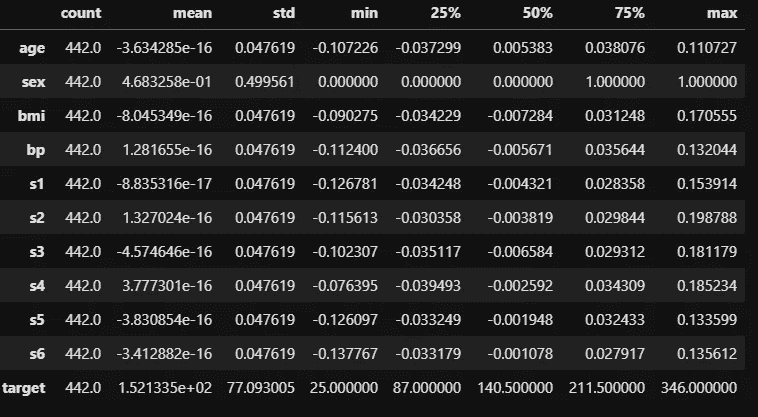 count mean std min 25% 50% 75% max
age 442.0 -3.634285e-16 0.047619 -0.107226 -0.037299 0.005383 0.038076 0.110727
sex 442.0 4.683258e-01 0.499561 0.000000 0.000000 0.000000 1.000000 1.000000
bmi 442.0 -8.045349e-16 0.047619 -0.090275 -0.034229 -0.007284 0.031248 0.170555
bp 442.0 1.281655e-16 0.047619 -0.112400 -0.036656 -0.005671 0.035644 0.132044
s1 442.0 -8.835316e-17 0.047619 -0.126781 -0.034248 -0.004321 0.028358 0.153914
s2 442.0 1.327024e-16 0.047619 -0.115613 -0.030358 -0.003819 0.029844 0.198788
s3 442.0 -4.574646e-16 0.047619 -0.102307 -0.035117 -0.006584 0.029312 0.181179
s4 442.0 3.777301e-16 0.047619 -0.076395 -0.039493 -0.002592 0.034309 0.185234
s5 442.0 -3.830854e-16 0.047619 -0.126097 -0.033249 -0.001948 0.032433 0.133599
s6 442.0 -3.412882e-16 0.047619 -0.137767 -0.033179 -0.001078 0.027917 0.135612
target 442.0 1.521335e+02 77.093005 25.000000 87.000000 140.500000 211.500000 346.000000